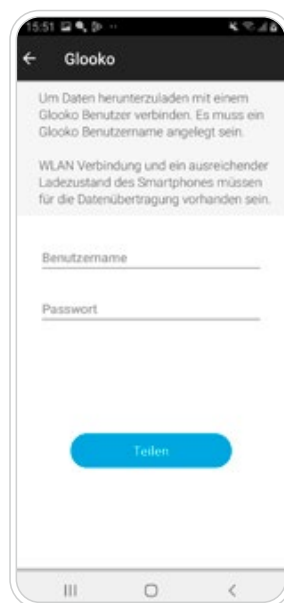 15:51
Glooko
Um Daten herunterzuladen mit einem
Glooko Benutzer verbinden. Es muss ein
Glooko Benutzername angelegt sein.
WLAN Verbindung und ein ausreichender
Ladezustand des Smartphones müssen
für die Datenübertragung vorhanden sein.
Benutzername
Passwort
Teilen